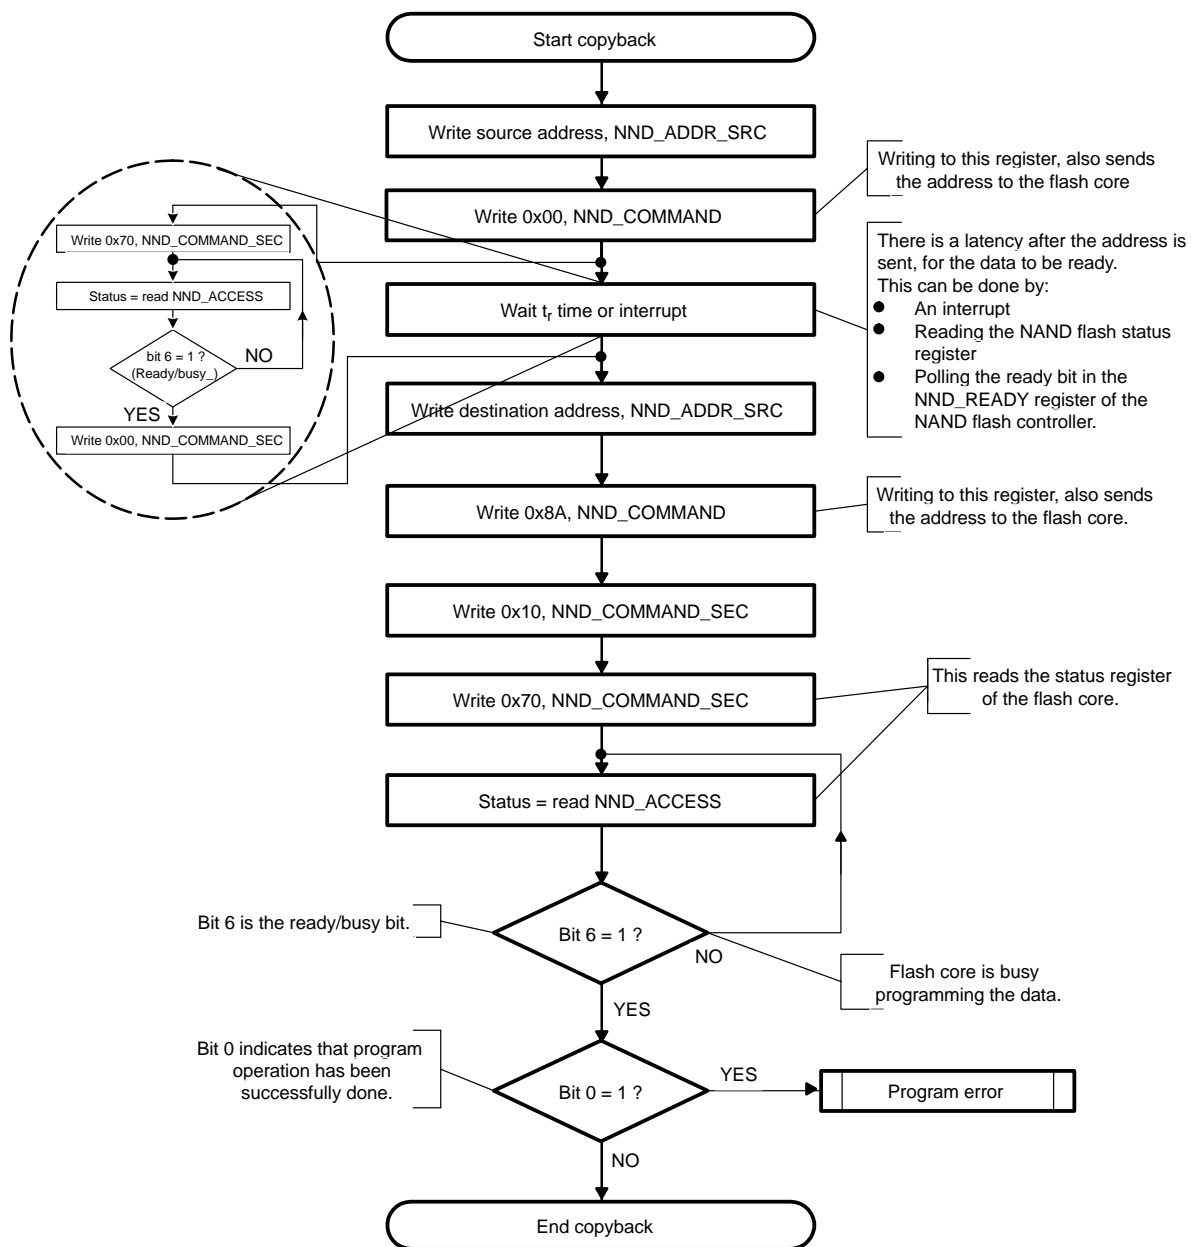 Start copyback
Write source address, NND_ADDR_SRC
Writing to this register, also sends
the address to the flash core
Write 0x00, NND_COMMAND
Write 0x70, NND_COMMAND_SEC
Status = read NND_ACCESS
bit 6 = 1 ?
(Ready/busy_)
NO
YES
Write 0x00, NND_COMMAND_SEC
There is a latency after the address is
sent, for the data to be ready.
This can be done by:
● An interrupt
● Reading the NAND flash status
register
● Polling the ready bit in the
NND_READY register of the
NAND flash controller.
Wait tr time or interrupt
Write destination address, NND_ADDR_SRC
Write 0x8A, NND_COMMAND
Writing to this register, also sends
the address to the flash core.
Write 0x10, NND_COMMAND_SEC
Write 0x70, NND_COMMAND_SEC
This reads the status register
of the flash core.
Status = read NND_ACCESS
Bit 6 is the ready/busy bit.
Bit 6 = 1 ?
NO
Flash core is busy
programming the data.
YES
Bit 0 indicates that program
operation has been
successfully done.
Bit 0 = 1 ?
YES
Program error
NO
End copyback